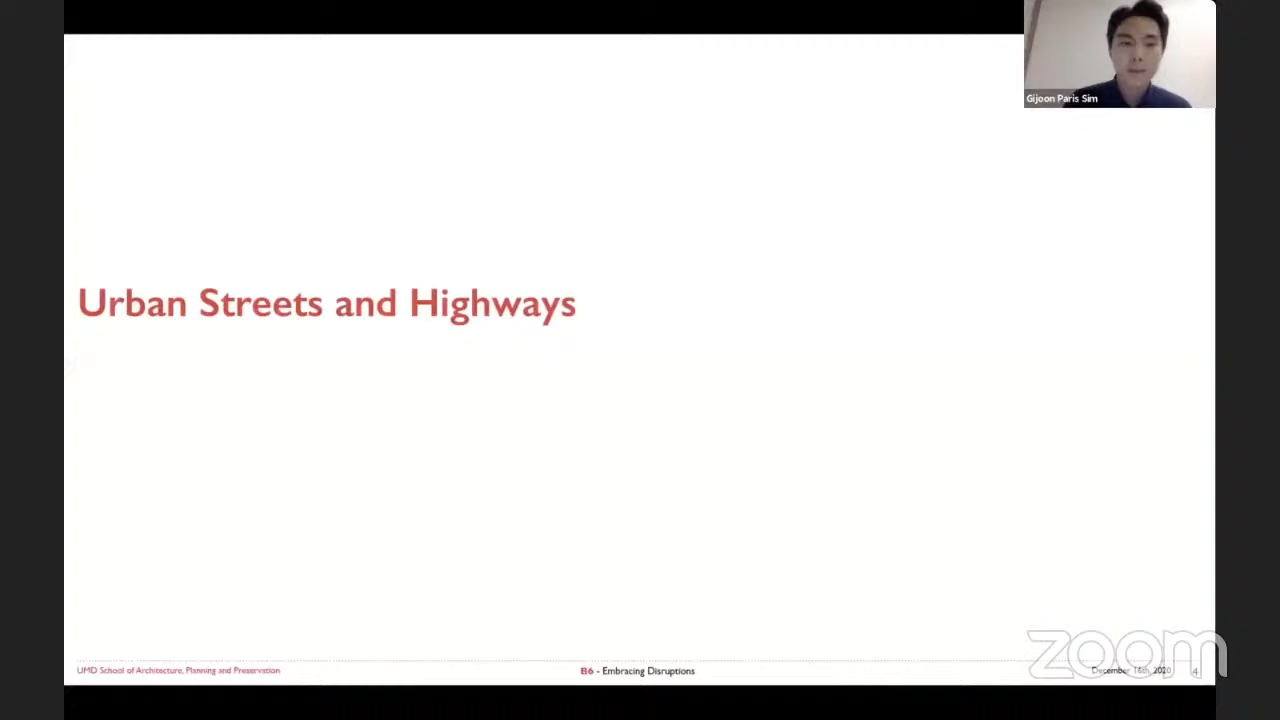 Gijoon Paris Sim
Urban Streets and Highways
UMD School of Architecture, Planning and Preservation
B6 - Embracing Disruptions
December 16th, 2020
4
zoom